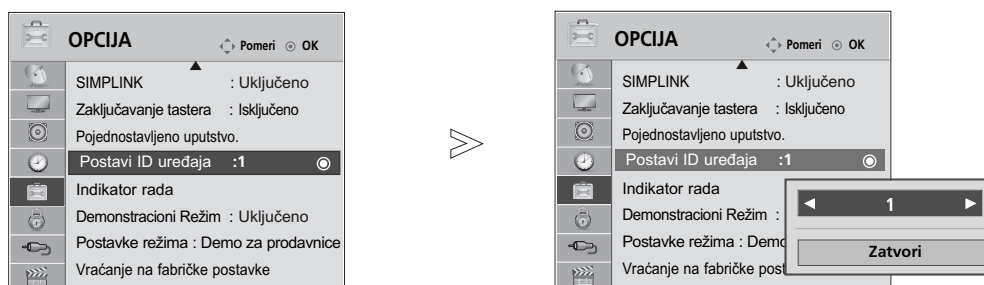 OPCIJA
Pomeri OK
SIMPLINK : Uključeno
Zaključavanje tastera : Isključeno
Pojednostavljeno uputstvo.
Postavi ID uređaja :1
Indikator rada
Demonstracioni Režim : Uključeno
Postavke režima : Demo za prodavnice
Vraćanje na fabričke postavke
OPCIJA
Pomeri OK
SIMPLINK : Uključeno
Zaključavanje tastera : Isključeno
Pojednostavljeno uputstvo.
Postavi ID uređaja :1
Indikator rada
Demonstracioni Režim :
Postavke režima : Demo
Vraćanje na fabričke post
1
Zatvori